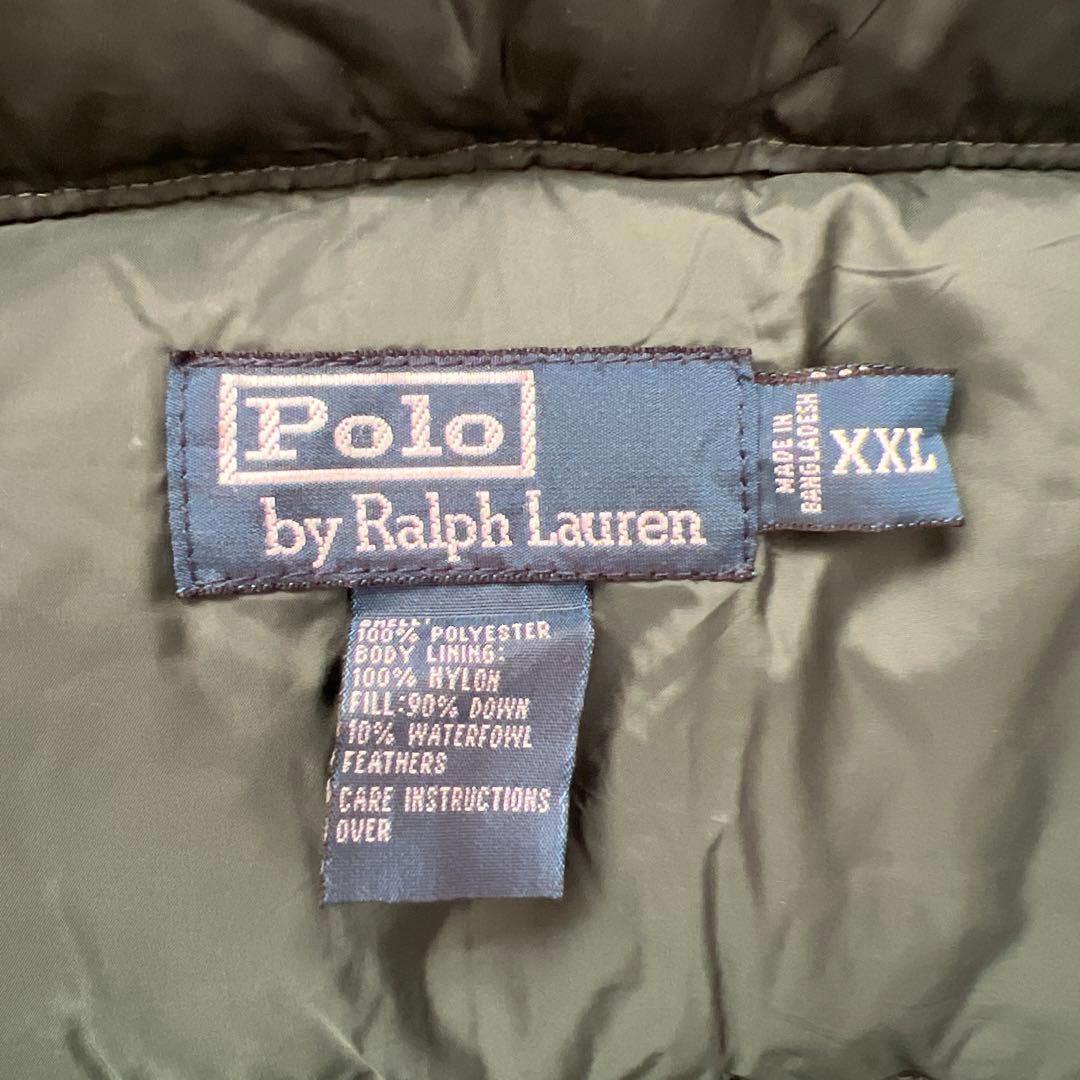 Polo
by Ralph Lauren
MADE IN
BANGLADESH
XXL
SHELL:
100% POLYESTER
BODY LINING:
100% NYLON
FILL:90% DOWN
10% WATERFOWL
FEATHERS
CARE INSTRUCTIONS
OVER